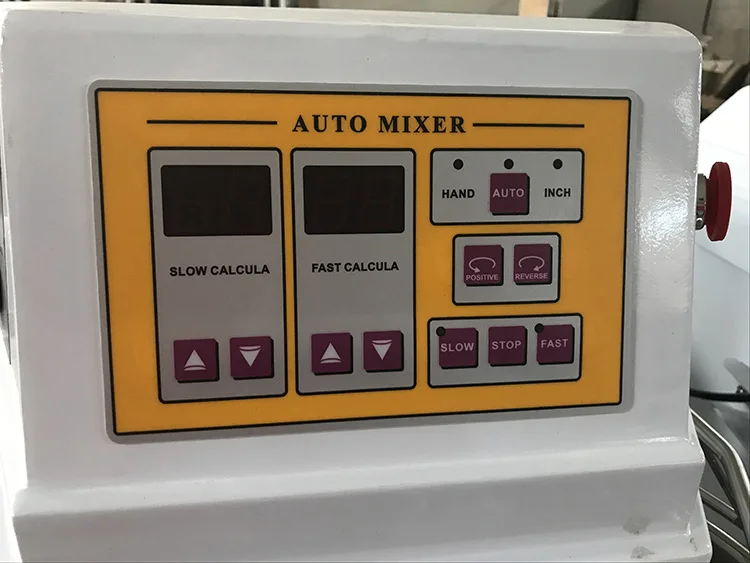 AUTO MIXER
SLOW CALCULA
FAST CALCULA
HAND AUTO INCH
POSITIVE REVERSE
SLOW STOP FAST